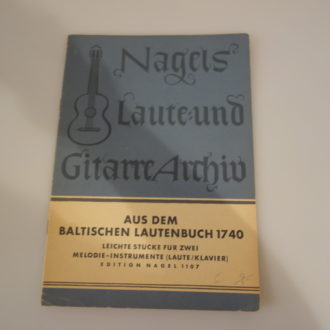 Nagels
Laute-und
Gitarre Archiv
AUS DEM
BALTISCHEN LAUTENBUCH 1740
LEICHTE STÜCKE FÜR ZWEI
MELODIE-INSTRUMENTE (LAUTE/KLAVIER)
EDITION NAGEL 1107